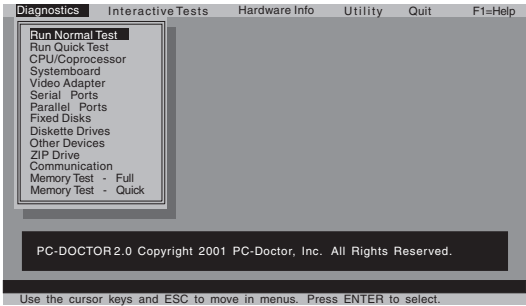 Diagnostics Interactive Tests Hardware Info Utility Quit F1=Help
Run Normal Test
Run Quick Test
CPU/Coprocessor
Systemboard
Video Adapter
Serial Ports
Parallel Ports
Fixed Disks
Diskette Drives
Other Devices
ZIP Drive
Communication
Memory Test - Full
Memory Test - Quick
PC-DOCTOR 2.0 Copyright 2001 PC-Doctor, Inc. All Rights Reserved.
Use the cursor keys and ESC to move in menus. Press ENTER to select.